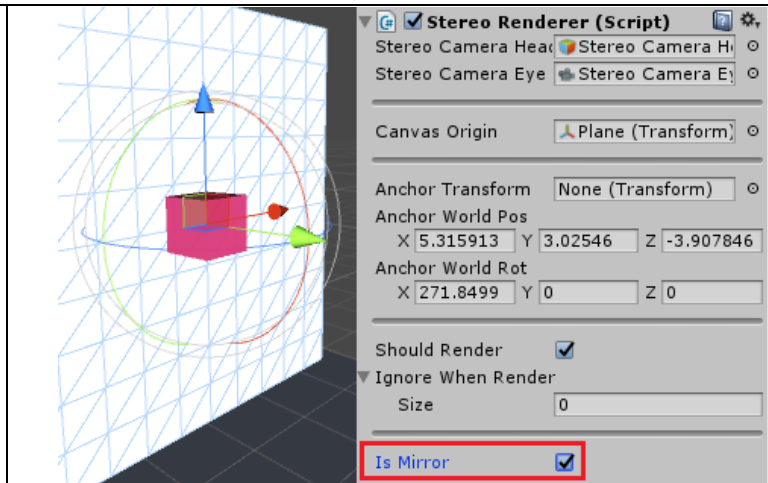 Stereo Renderer (Script)
Stereo Camera Head Stereo Camera H
Stereo Camera Eye Stereo Camera Ey
Canvas Origin Plane (Transform)
Anchor Transform None (Transform)
Anchor World Pos
X 5.315913 Y 3.02546 Z -3.907846
Anchor World Rot
X 271.8499 Y 0 Z 0
Should Render
Ignore When Render
Size 0
Is Mirror